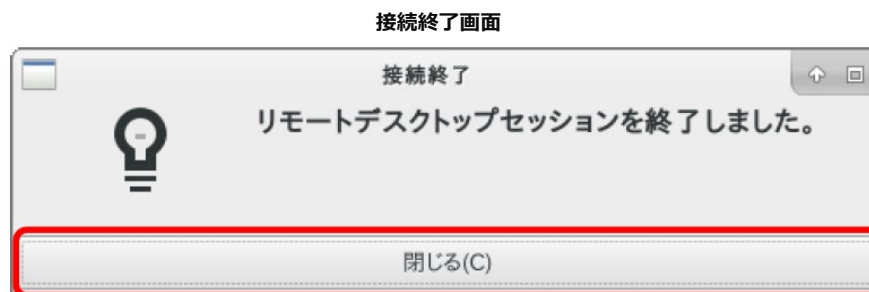 接続終了画面
接続終了
リモートデスクトップセッションを終了しました。
閉じる(C)